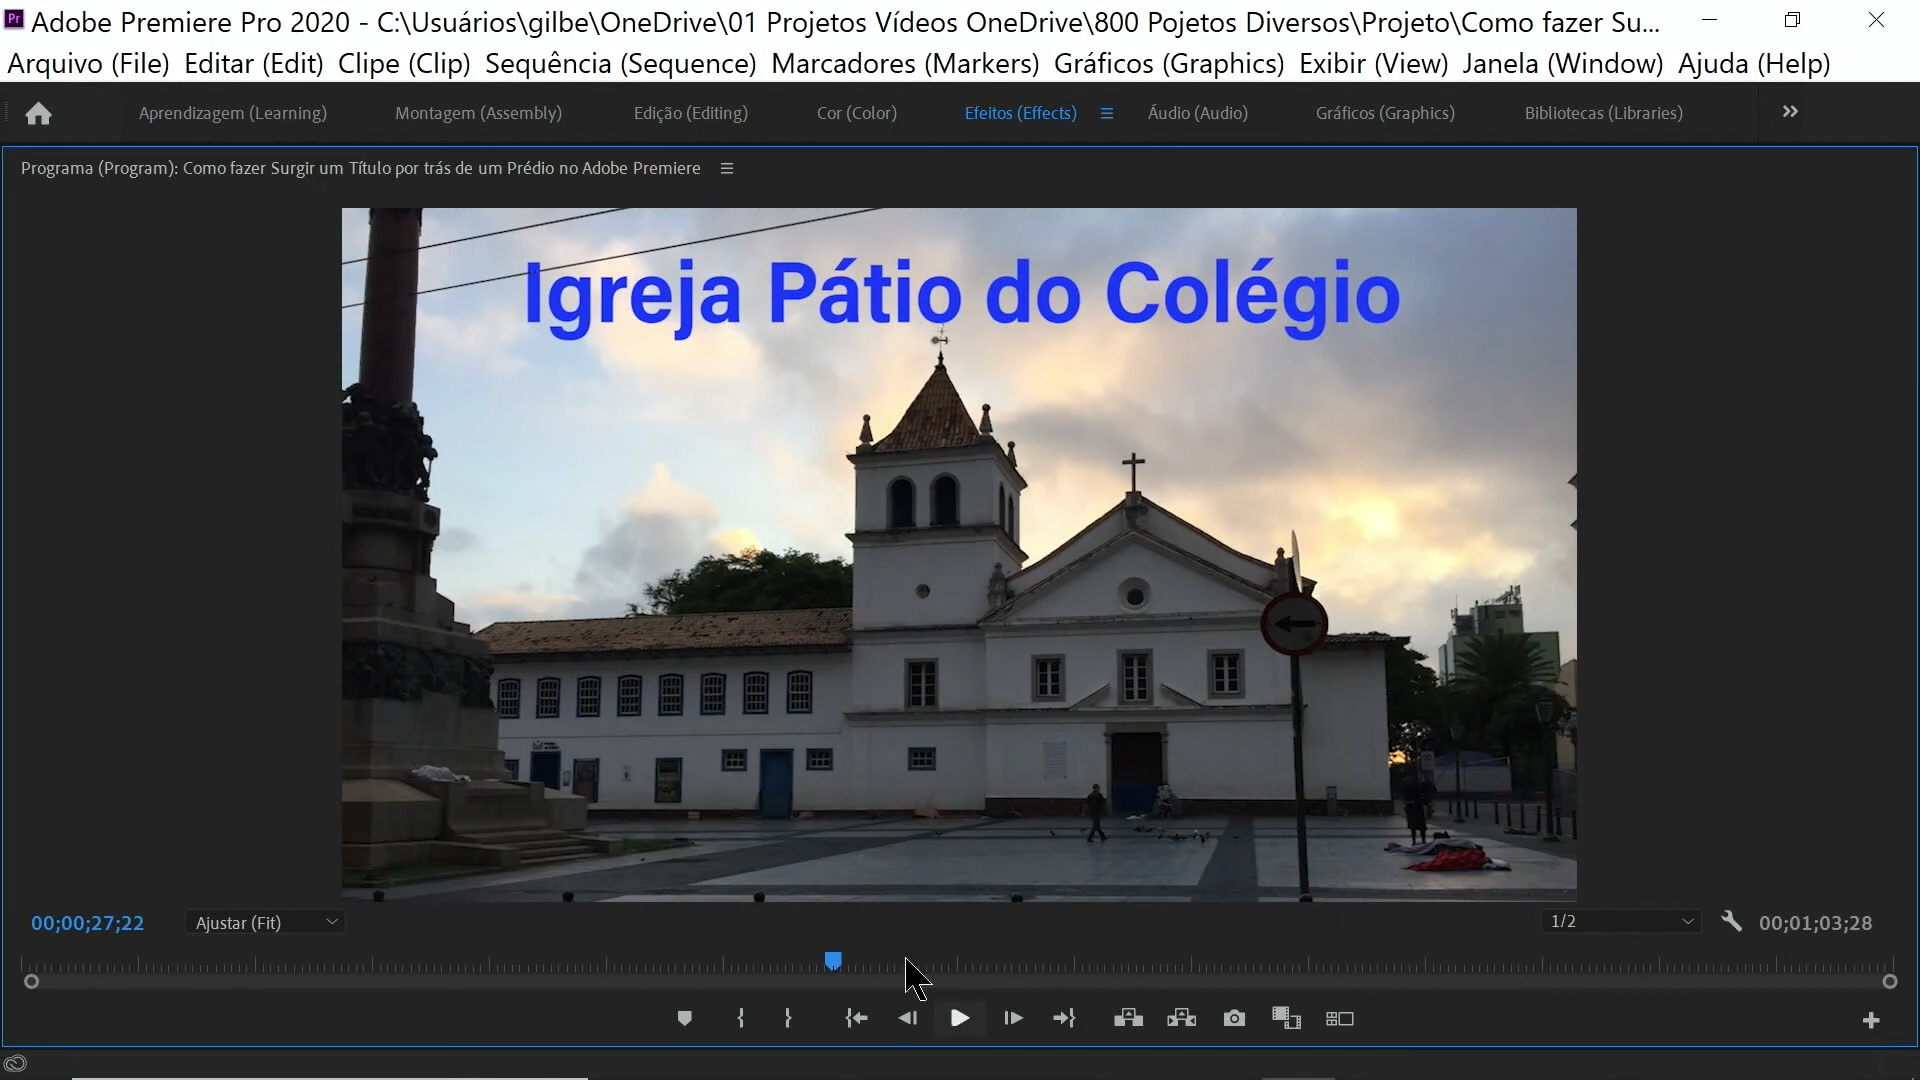 Pr Adobe Premiere Pro 2020 - C:\Usuários\gilbe\OneDrive\01 Projetos Vídeos OneDrive\800 Pojetos Diversos\Projeto\Como fazer Su...
Arquivo (File) Editar (Edit) Clipe (Clip) Sequência (Sequence) Marcadores (Markers) Gráficos (Graphics) Exibir (View) Janela (Window) Ajuda (Help)
Aprendizagem (Learning) Montagem (Assembly) Edição (Editing) Cor (Color) Efeitos (Effects) Áudio (Audio) Gráficos (Graphics) Bibliotecas (Libraries)
Programa (Program): Como fazer Surgir um Título por trás de um Prédio no Adobe Premiere
Igreja Pátio do Colégio
00;00;27;22 Ajustar (Fit) 1/2 00;01;03;28